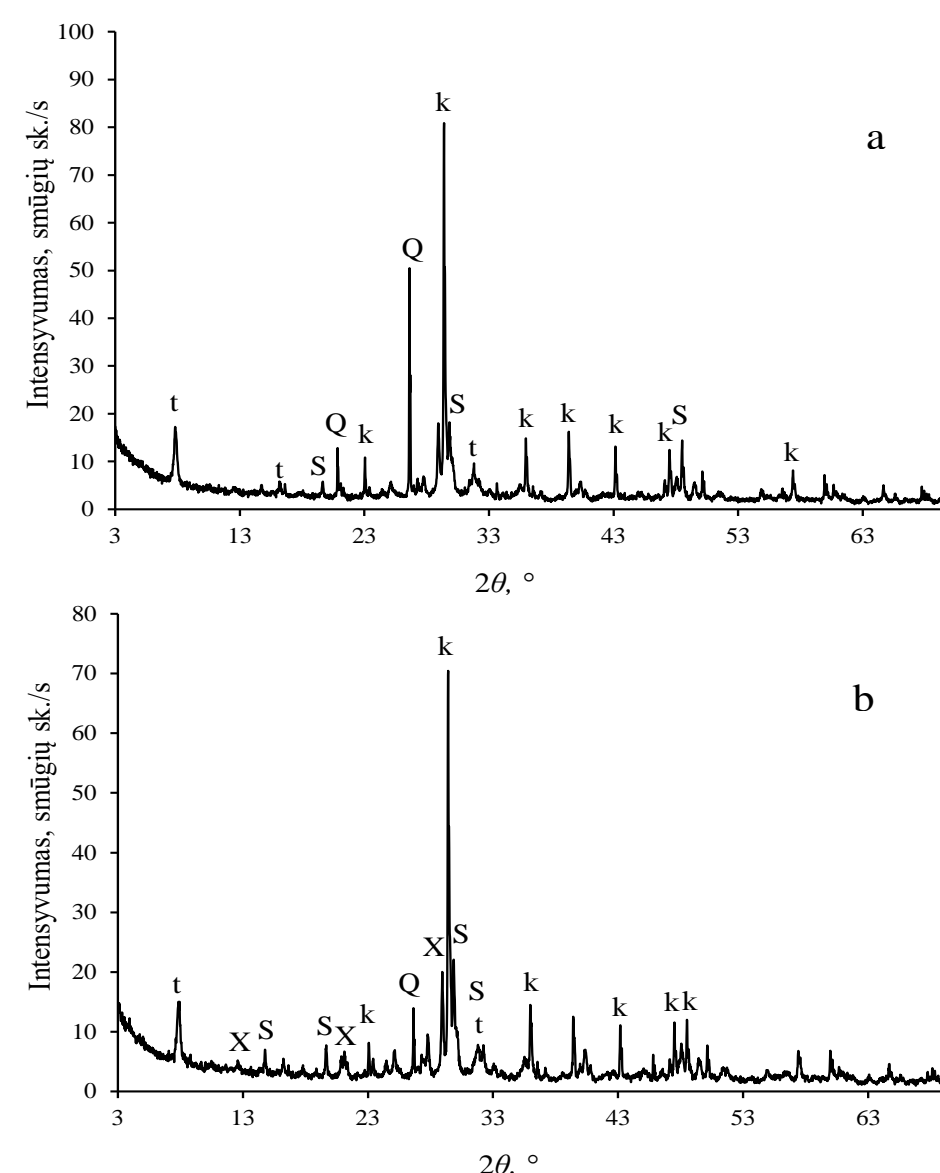 100
90
80
70
60
50
40
30
20
10
0
Intensyvumas, smūgių sk./s
a
k
Q
t
t
S
Q
k
S
t
k
k
k
k
S
k
3 13 23 33 43 53 63
2θ, °
80
70
60
50
40
30
20
10
0
Intensyvumas, smūgių sk./s
b
k
t
X
S
S
X
k
Q
X
S
S
t
k
k
k
k
3 13 23 33 43 53 63
2θ, °